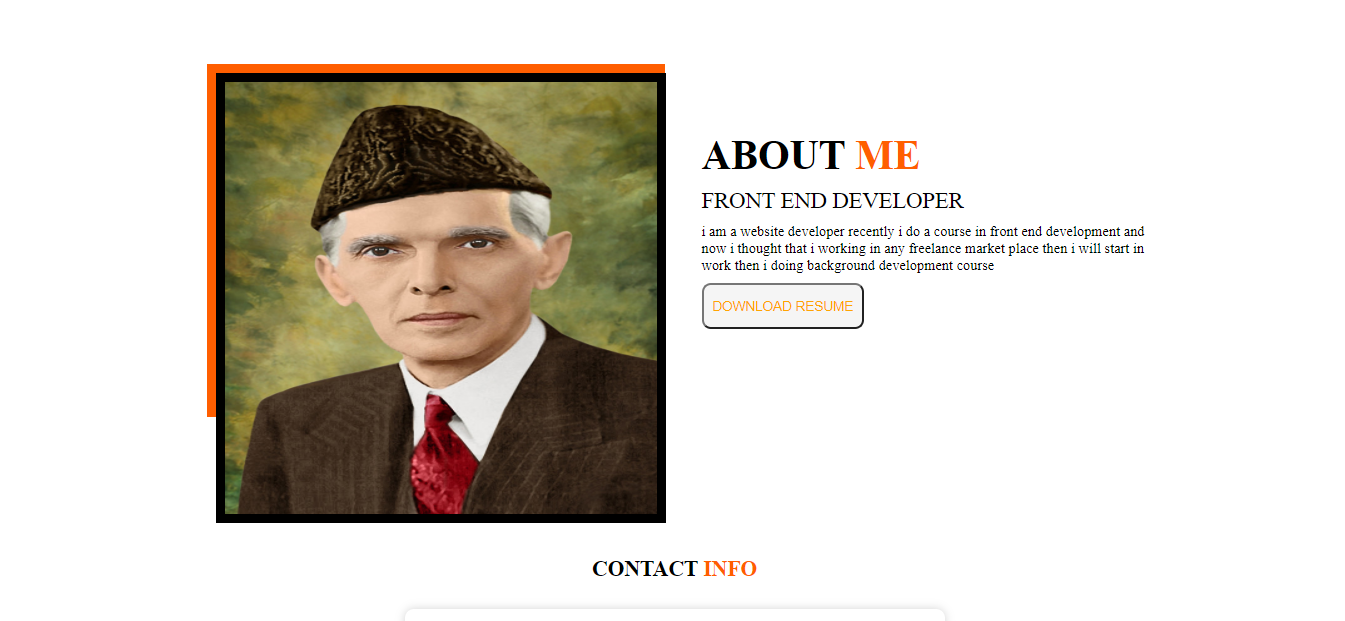 ABOUT ME
FRONT END DEVELOPER
i am a website developer recently i do a course in front end development and
now i thought that i working in any freelance market place then i will start in
work then i doing background development course
DOWNLOAD RESUME
CONTACT INFO